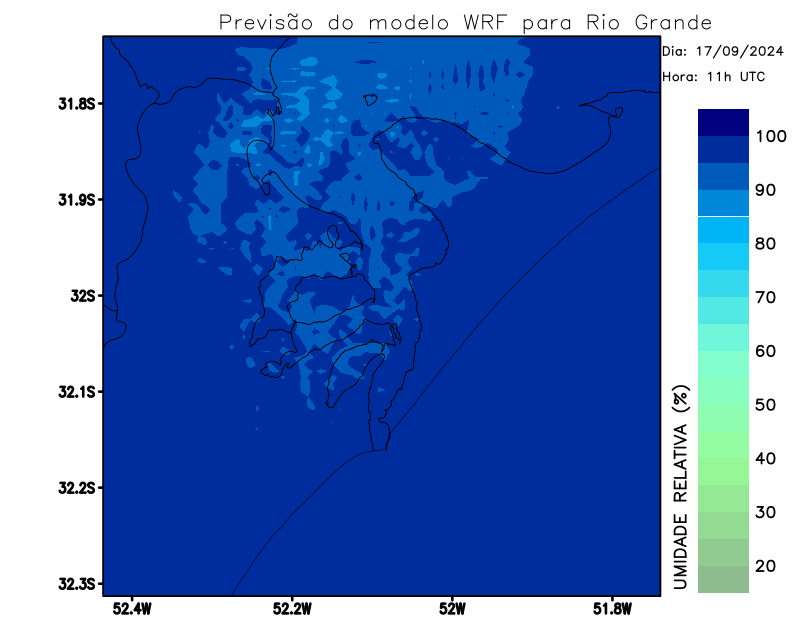 Previsão do modelo WRF para Rio Grande
Dia: 17/09/2024
Hora: 11h UTC
31.8S
31.9S
32S
32.1S
32.2S
32.3S
52.4W
52.2W
52W
51.8W
UMIDADE RELATIVA (%)
100
90
80
70
60
50
40
30
20